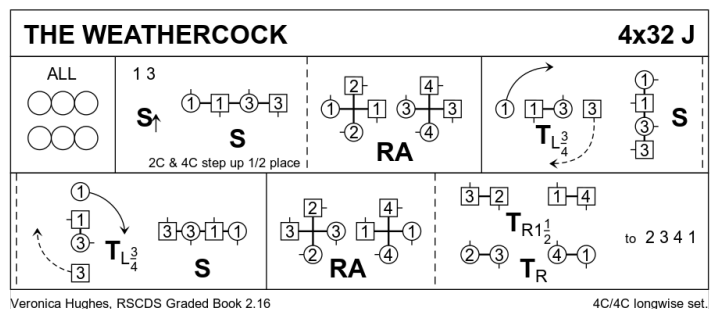 THE WEATHERCOCK 4x32 J
ALL
1 3
S↑
1 1 3 3
S
2C & 4C step up 1/2 place
2 4
1 1 3 3
2 4
RA
1 1 3 3
T L 3/4
1
1
3
3
S
1
1
3
3
T L 3/4
3 3 1 1
S
2 4
3 3 1 1
2 4
RA
3 2 1 4
T R1 1/2
2 3 4 1
T R
to 2 3 4 1
Veronica Hughes, RSCDS Graded Book 2.16 4C/4C longwise set.